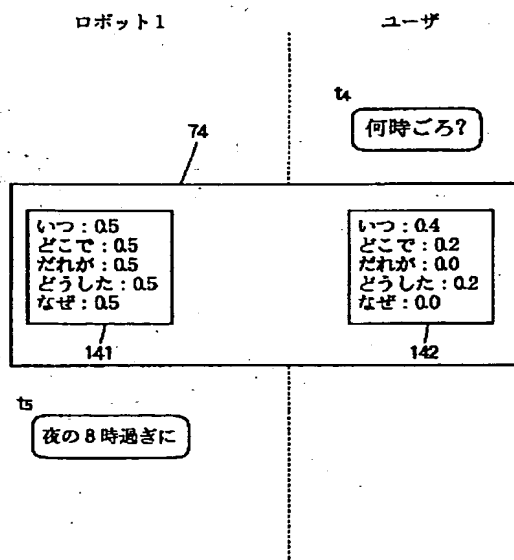 ロボット1
ユーザ
t4
何時ごろ?
74
いつ:0.5
どこで:0.5
だれが:0.5
どうした:0.5
なぜ:0.5
141
いつ:0.4
どこで:0.2
だれが:0.0
どうした:0.2
なぜ:0.0
142
t5
夜の8時過ぎに